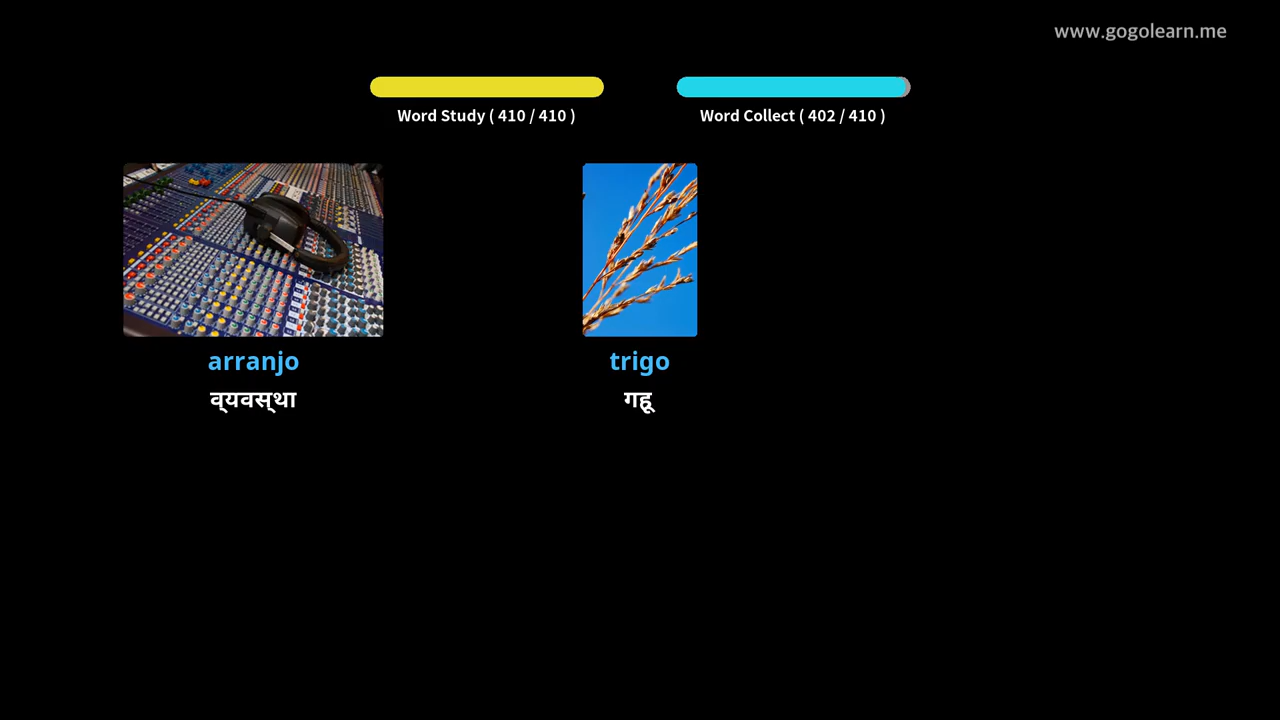 www.gogolearn.me
Word Study ( 410 / 410 )
Word Collect ( 402 / 410 )
arranjo
trigo
व्यवस्था
गहू